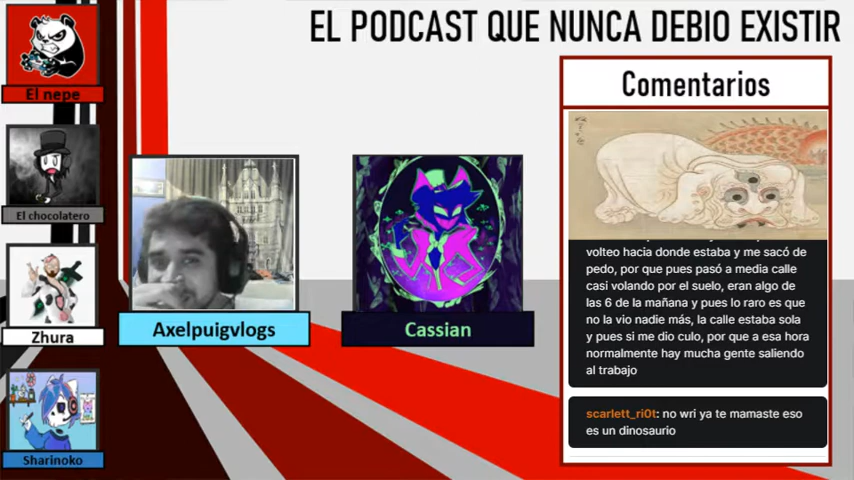 EL PODCAST QUE NUNCA DEBIO EXISTIR
El nepe
El chocolatero
Zhura
Sharinoko
Axelpuigvlogs
Cassian
Comentarios
volteo hacia donde estaba y me sacó de
pedo, por que pues pasó a media calle
casi volando por el suelo, eran algo de
las 6 de la mañana y pues lo raro es que
no la vio nadie más, la calle estaba sola
y pues si me dio culo, por que a esa hora
normalmente hay mucha gente saliendo
al trabajo
scarlett_ri0t: no wri ya te mamaste eso
es un dinosaurio